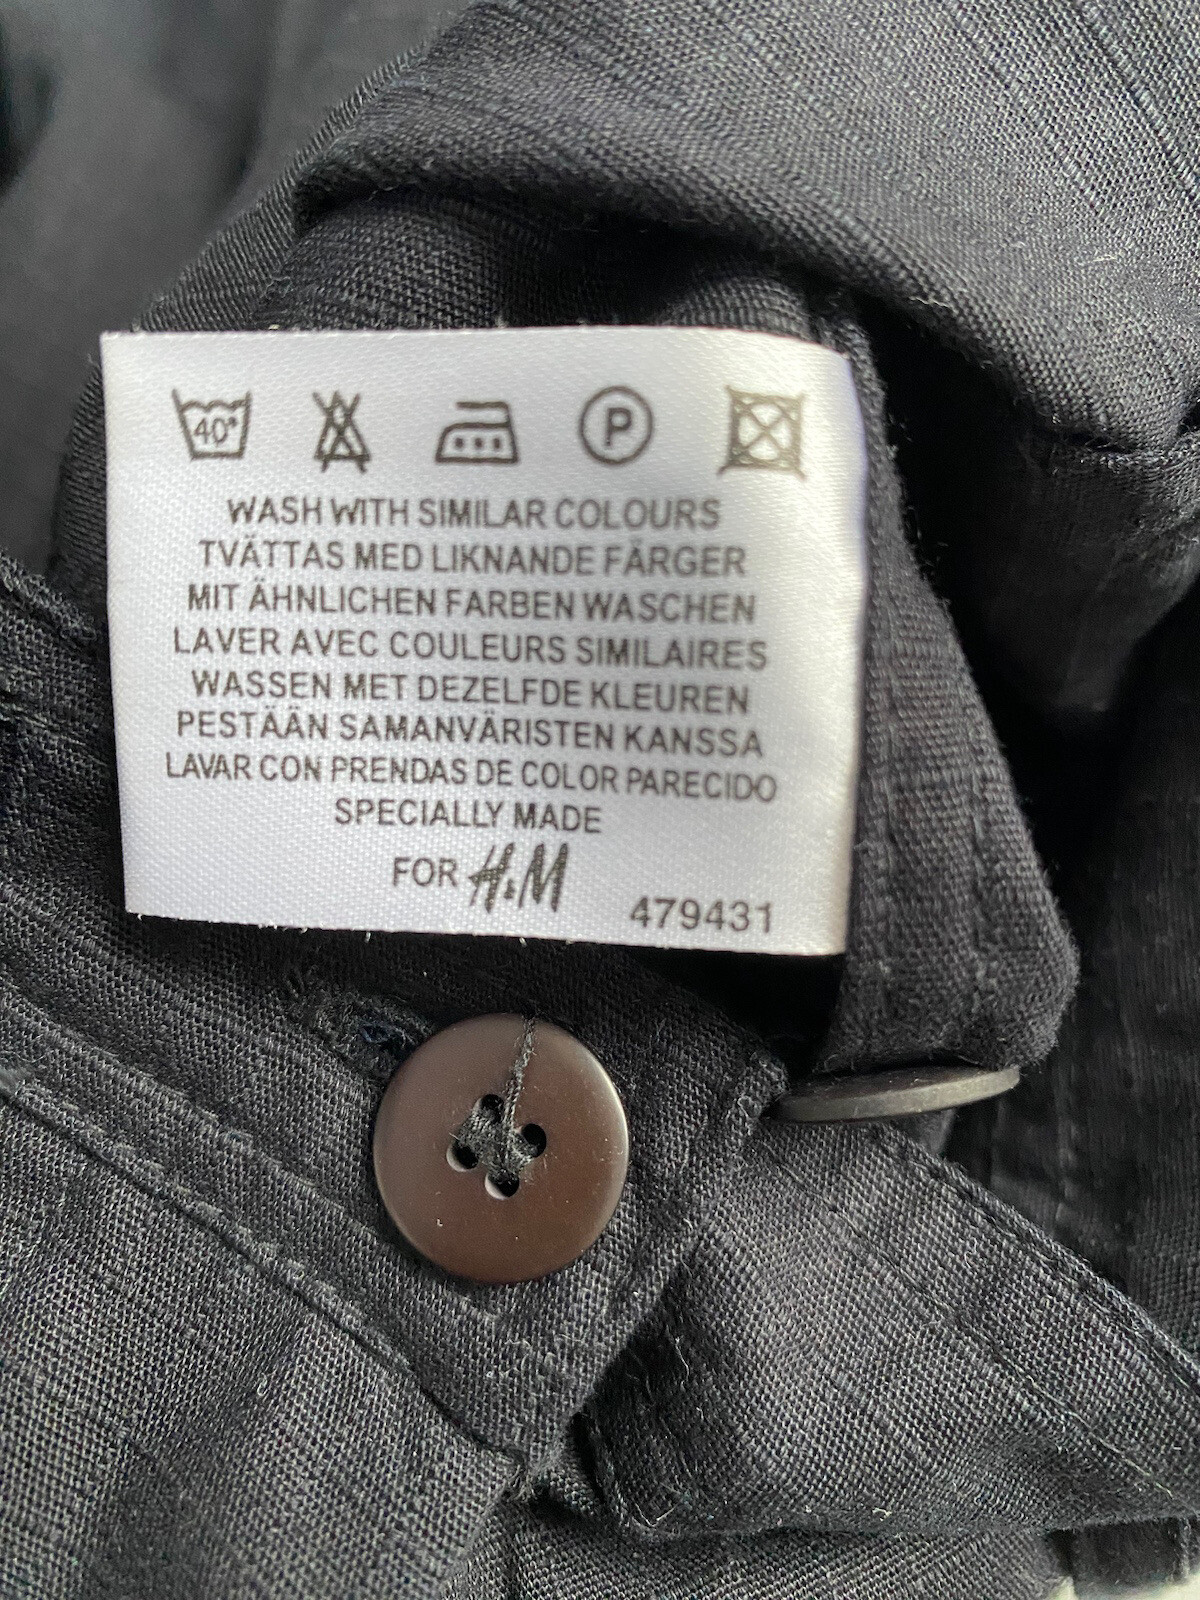 40°
P
WASH WITH SIMILAR COLOURS
TVÄTTAS MED LIKNANDE FÄRGER
MIT ÄHNLICHEN FARBEN WASCHEN
LAVER AVEC COULEURS SIMILAIRES
WASSEN MET DEZELFDE KLEUREN
PESTÄÄN SAMANVÄRISTEN KANSSA
LAVAR CON PRENDAS DE COLOR PARECIDO
SPECIALLY MADE
FOR H&M
479431